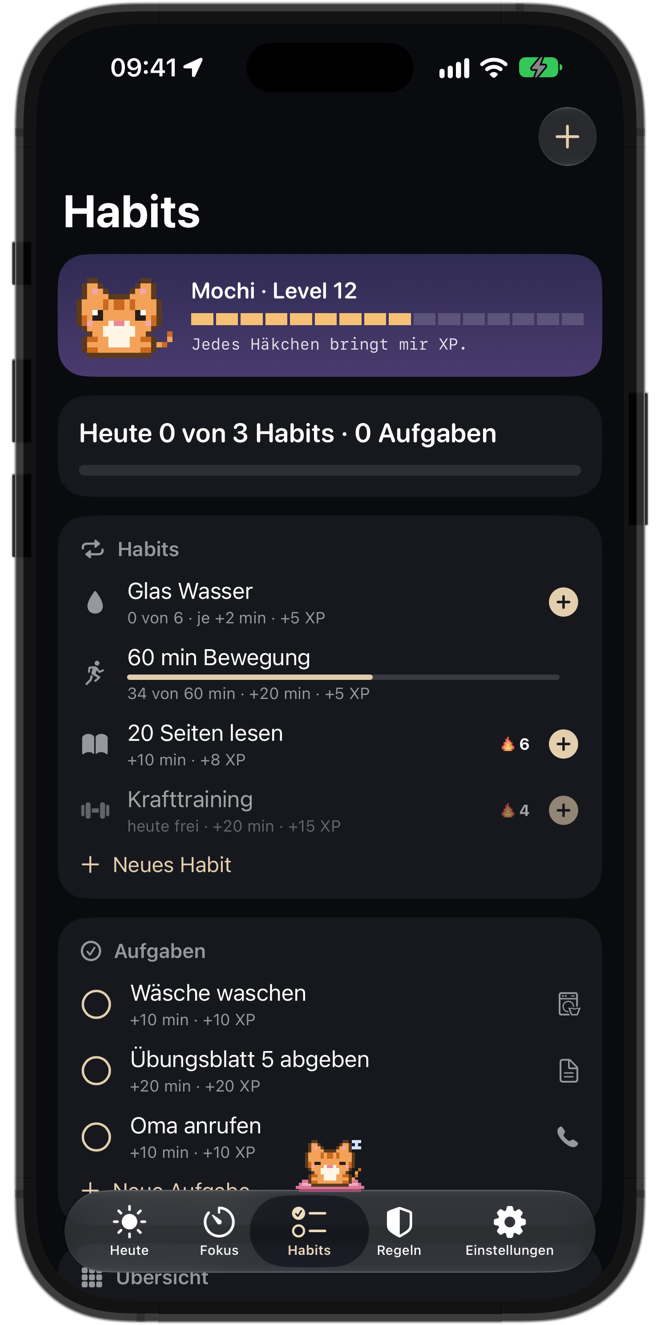 09:41
Habits
Mochi · Level 12
Jedes Häkchen bringt mir XP.
Heute 0 von 3 Habits · 0 Aufgaben
Habits
Glas Wasser
0 von 6 · je +2 min · +5 XP
60 min Bewegung
34 von 60 min · +20 min · +5 XP
20 Seiten lesen
+10 min · +8 XP
6
Krafttraining
heute frei · +20 min · +15 XP
4
+ Neues Habit
Aufgaben
Wäsche waschen
+10 min · +10 XP
Übungsblatt 5 abgeben
+20 min · +20 XP
Oma anrufen
+10 min · +10 XP
+ Neue Aufgabe
Heute
Fokus
Habits
Regeln
Einstellungen
Übersicht